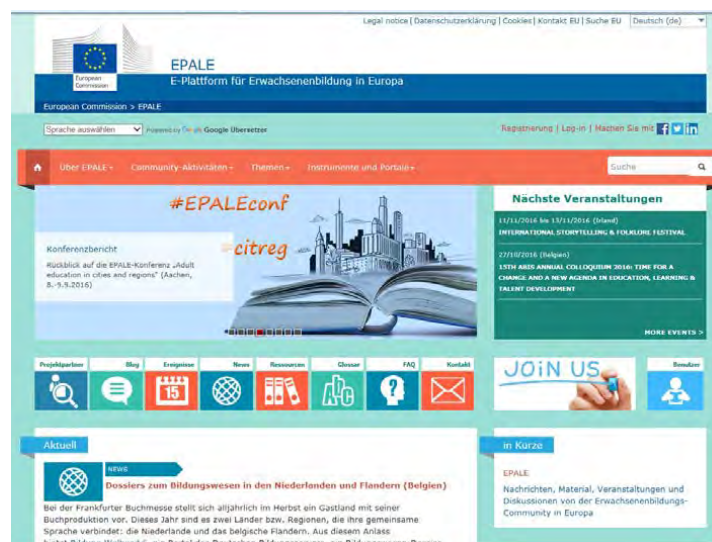 Legal notice | Datenschutzerklärung | Cookies | Kontakt EU | Suche EU Deutsch (de)
European
Commission
EPALE
E-Plattform für Erwachsenenbildung in Europa
European Commission > EPALE
Sprache auswählen Powered by Google Google Übersetzer
Registrierung | Log-in | Machen Sie mit
Über EPALE
Community-Aktivitäten
Themen
Instrumente und Portale
Suche
#EPALEconf
#citreg
Konferenzbericht
Rückblick auf die EPALE-Konferenz „Adult
education in cities and regions" (Aachen,
8.-9.9.2016)
Nächste Veranstaltungen
11/11/2016 bis 13/11/2016 (Irland)
INTERNATIONAL STORYTELLING & FOLKLORE FESTIVAL
27/10/2016 (Belgien)
15TH ARIS ANNUAL COLLOQUIUM 2016: TIME FOR A
CHANGE AND A NEW AGENDA IN EDUCATION, LEARNING &
TALENT DEVELOPMENT
MORE EVENTS >
Projektpartner
Blog
Ereignisse
15
News
Ressourcen
Glossar
Abc
FAQ
Kontakt
JOiN US
Benutzer
Aktuell
NEWS
Dossiers zum Bildungswesen in den Niederlanden und Flandern (Belgien)
Bei der Frankfurter Buchmesse stellt sich alljährlich im Herbst ein Gastland mit seiner
Buchproduktion vor. Dieses Jahr sind es zwei Länder bzw. Regionen, die ihre gemeinsame
Sprache verbindet: die Niederlande und das belgische Flandern. Aus diesem Anlass
in Kürze
EPALE
Nachrichten, Material, Veranstaltungen und
Diskussionen von der Erwachsenenbildungs-
Community in Europa